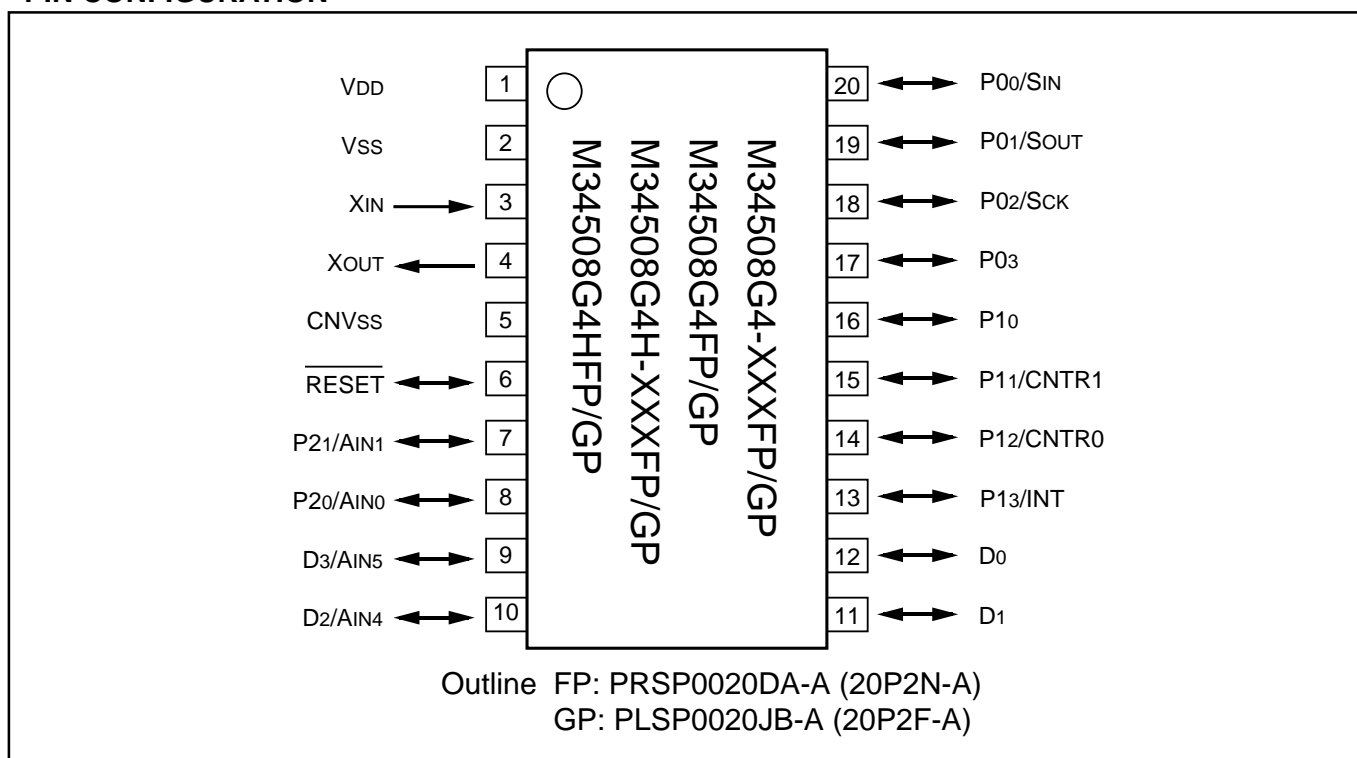 VDD 1 20 P00/SIN
VSS 2 19 P01/SOUT
XIN 3 18 P02/SCK
XOUT 4 17 P03
CNVSS 5 16 P10
RESET 6 15 P11/CNTR1
P21/AIN1 7 14 P12/CNTR0
P20/AIN0 8 13 P13/INT
D3/AIN5 9 12 D0
D2/AIN4 10 11 D1
M34508G4-XXXFP/GP
M34508G4FP/GP
M34508G4H-XXXFP/GP
M34508G4HFP/GP
Outline FP: PRSP0020DA-A (20P2N-A)
GP: PLSP0020JB-A (20P2F-A)